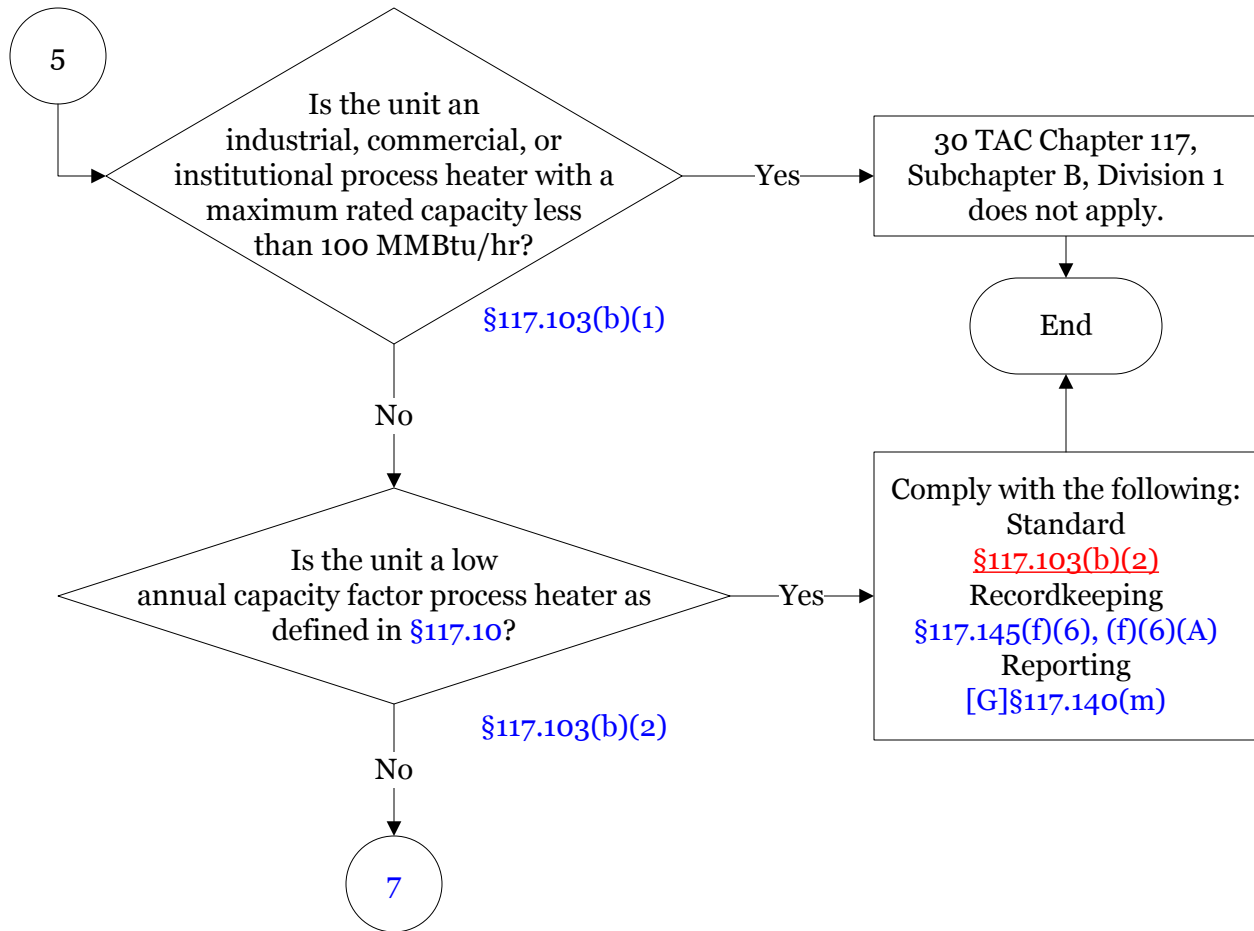 5
Is the unit an
industrial, commercial, or
institutional process heater with a
maximum rated capacity less
than 100 MMBtu/hr?
Yes
30 TAC Chapter 117,
Subchapter B, Division 1
does not apply.
§117.103(b)(1)
End
No
Is the unit a low
annual capacity factor process heater as
defined in §117.10?
Yes
Comply with the following:
Standard
§117.103(b)(2)
Recordkeeping
§117.145(f)(6), (f)(6)(A)
Reporting
[G]§117.140(m)
§117.103(b)(2)
No
7